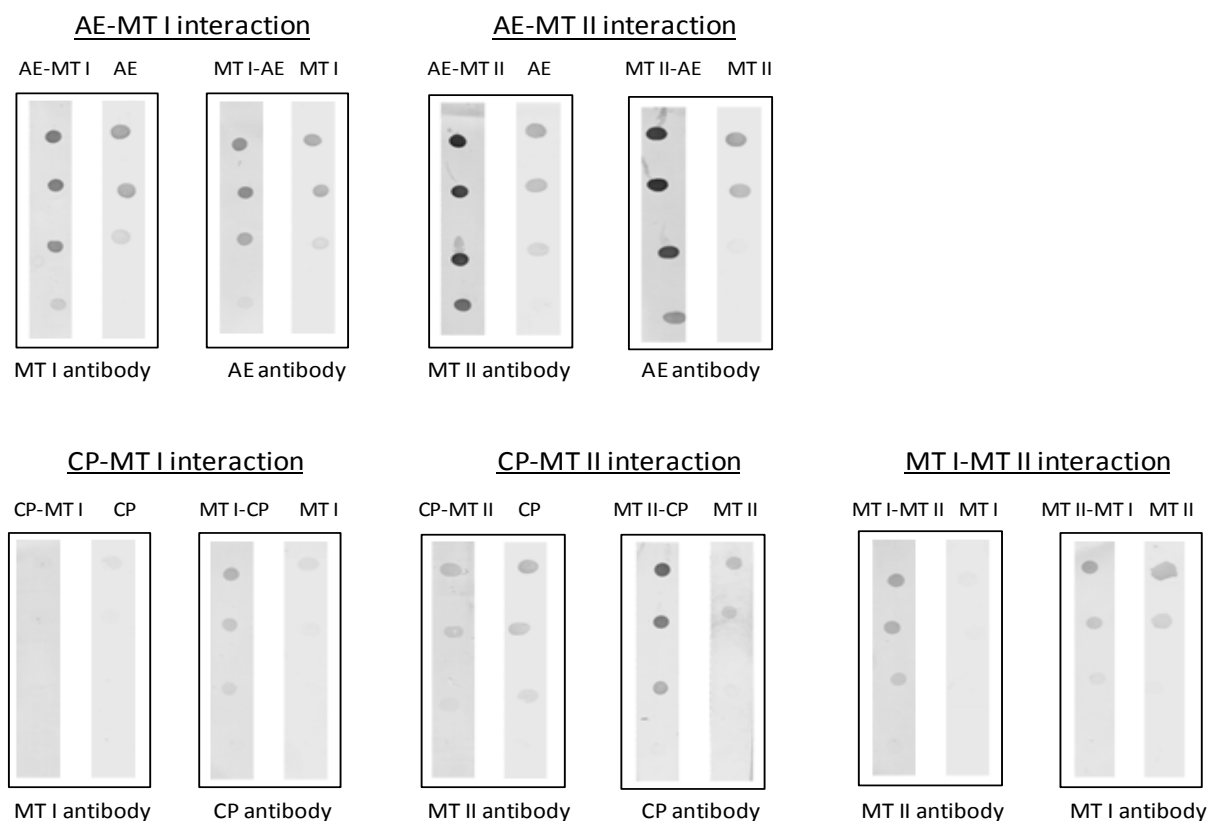 AE-MT I interaction AE-MT II interaction
AE-MT I AE MT I-AE MT I AE-MT II AE MT II-AE MT II
MT I antibody AE antibody MT II antibody AE antibody
CP-MT I interaction CP-MT II interaction MT I-MT II interaction
CP-MT I CP MT I-CP MT I CP-MT II CP MT II-CP MT II MT I-MT II MT I MT II-MT I MT II
MT I antibody CP antibody MT II antibody CP antibody MT II antibody MT I antibody